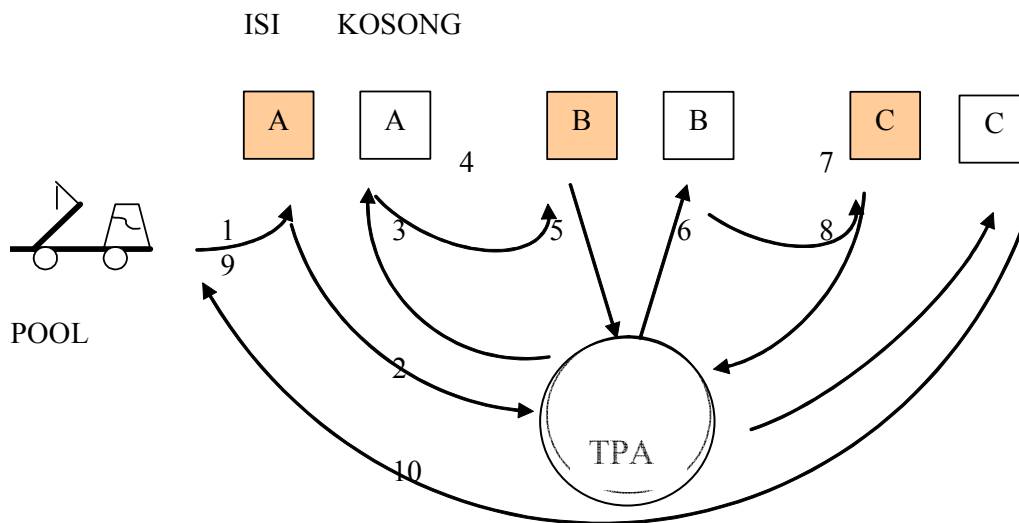 ISI KOSONG
A A B B C C
4 7
1 3 5 6 8
9
POOL
2
TPA
10